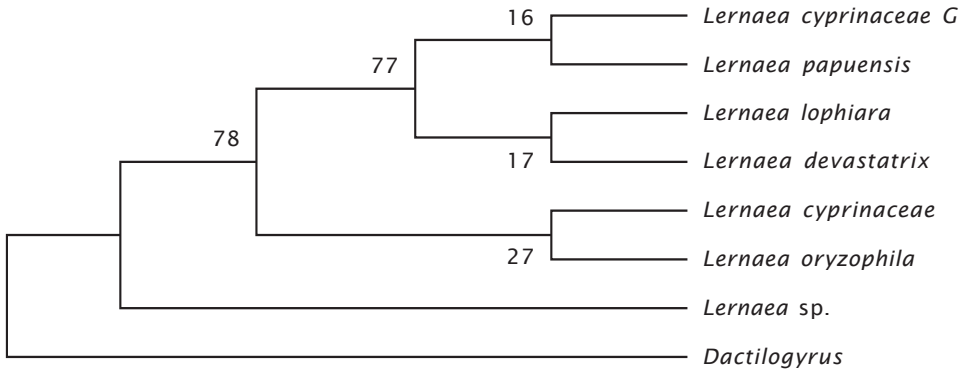 16 Lernaea cyprinaceae G
77 Lernaea papuensis
Lernaea lophiara
78
17 Lernaea devastatrix
Lernaea cyprinaceae
27 Lernaea oryzophila
Lernaea sp.
Dactilogyrus